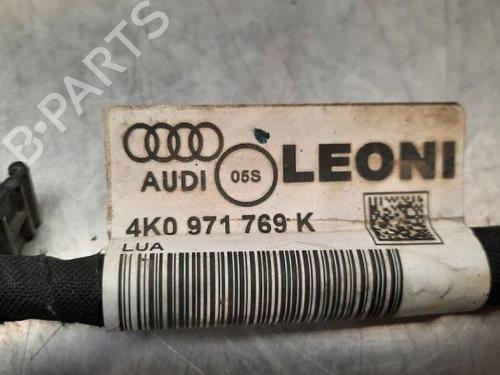 B-PARTS
AUDI 05S LEONI
4K0 971 769 K
LUA